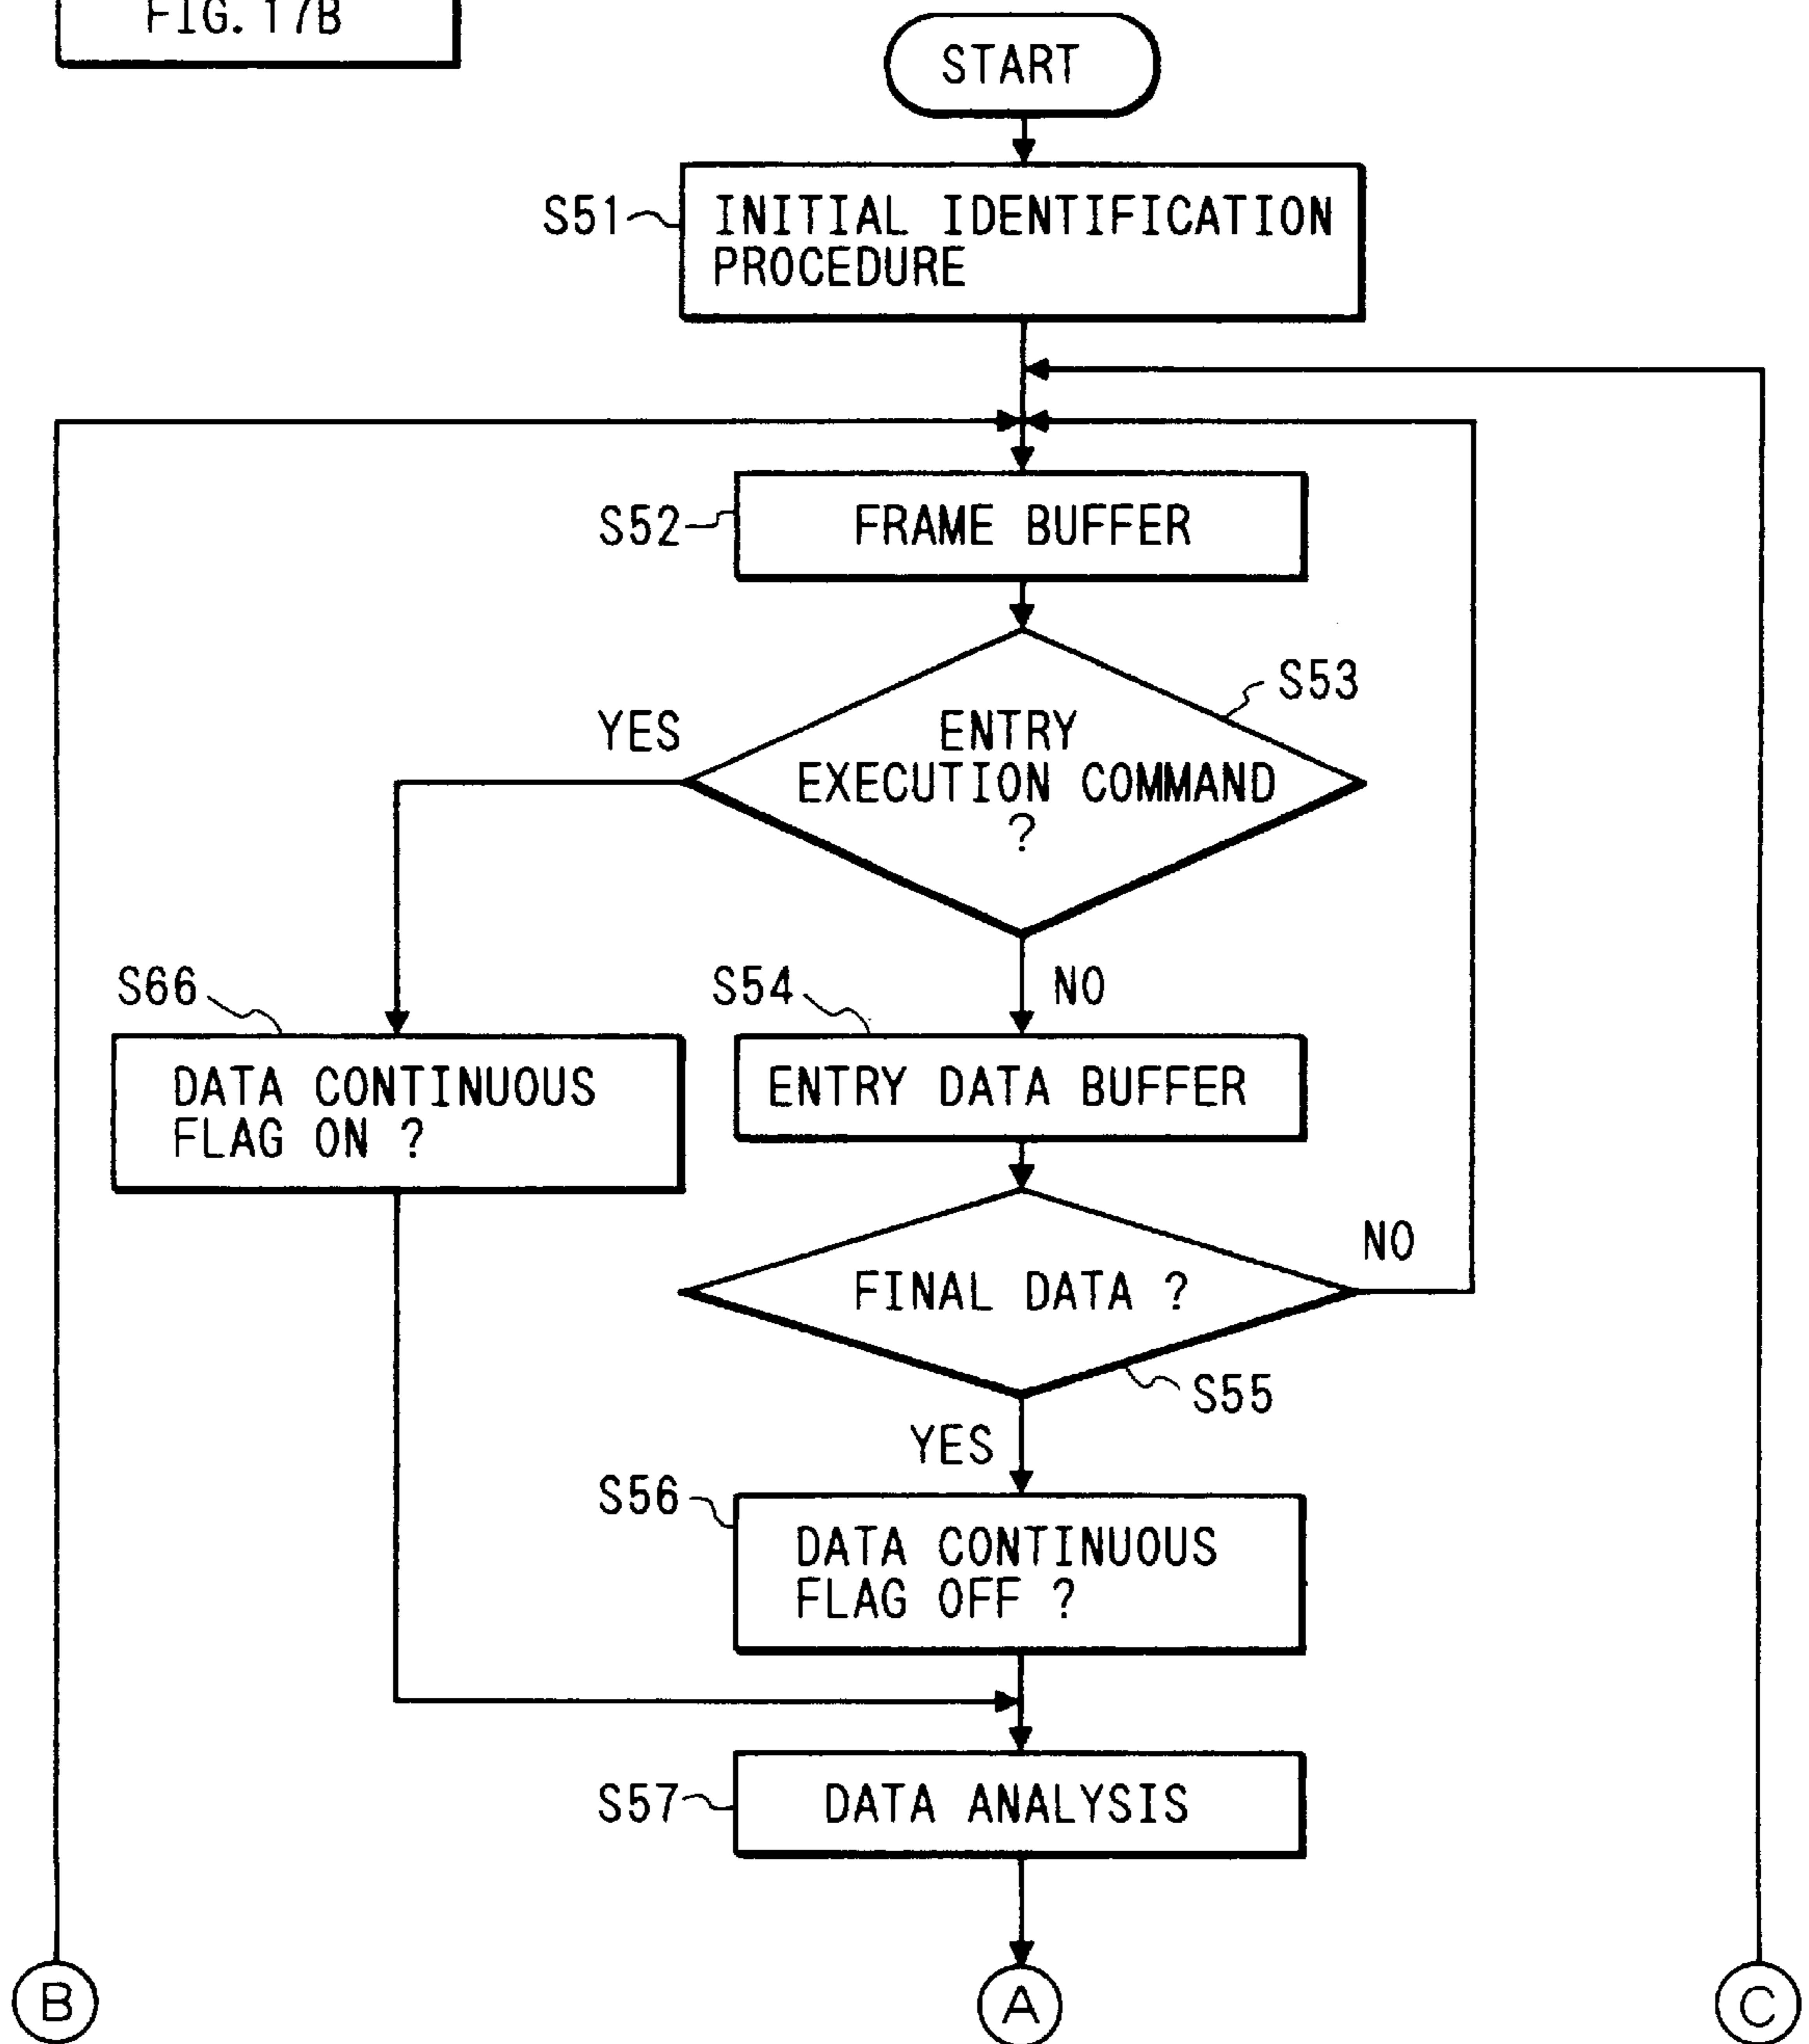 FIG. 17B
START
S51
INITIAL IDENTIFICATION
PROCEDURE
S52
FRAME BUFFER
S53
YES
ENTRY
EXECUTION COMMAND
?
S66
S54
NO
DATA CONTINUOUS
FLAG ON ?
ENTRY DATA BUFFER
NO
FINAL DATA ?
S55
YES
S56
DATA CONTINUOUS
FLAG OFF ?
S57
DATA ANALYSIS
B
A
C